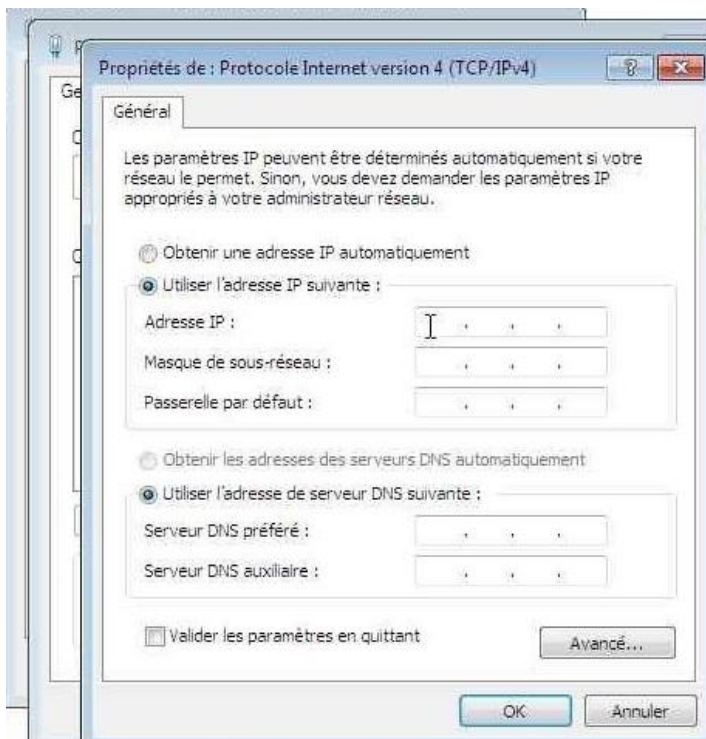 Propriétés de : Protocole Internet version 4 (TCP/IPv4)
Général
Les paramètres IP peuvent être déterminés automatiquement si votre
réseau le permet. Sinon, vous devez demander les paramètres IP
appropriés à votre administrateur réseau.
Obtenir une adresse IP automatiquement
Utiliser l'adresse IP suivante :
Adresse IP :
Masque de sous-réseau :
Passerelle par défaut :
Obtenir les adresses des serveurs DNS automatiquement
Utiliser l'adresse de serveur DNS suivante :
Serveur DNS préféré :
Serveur DNS auxiliaire :
Valider les paramètres en quittant
Avancé...
OK Annuler